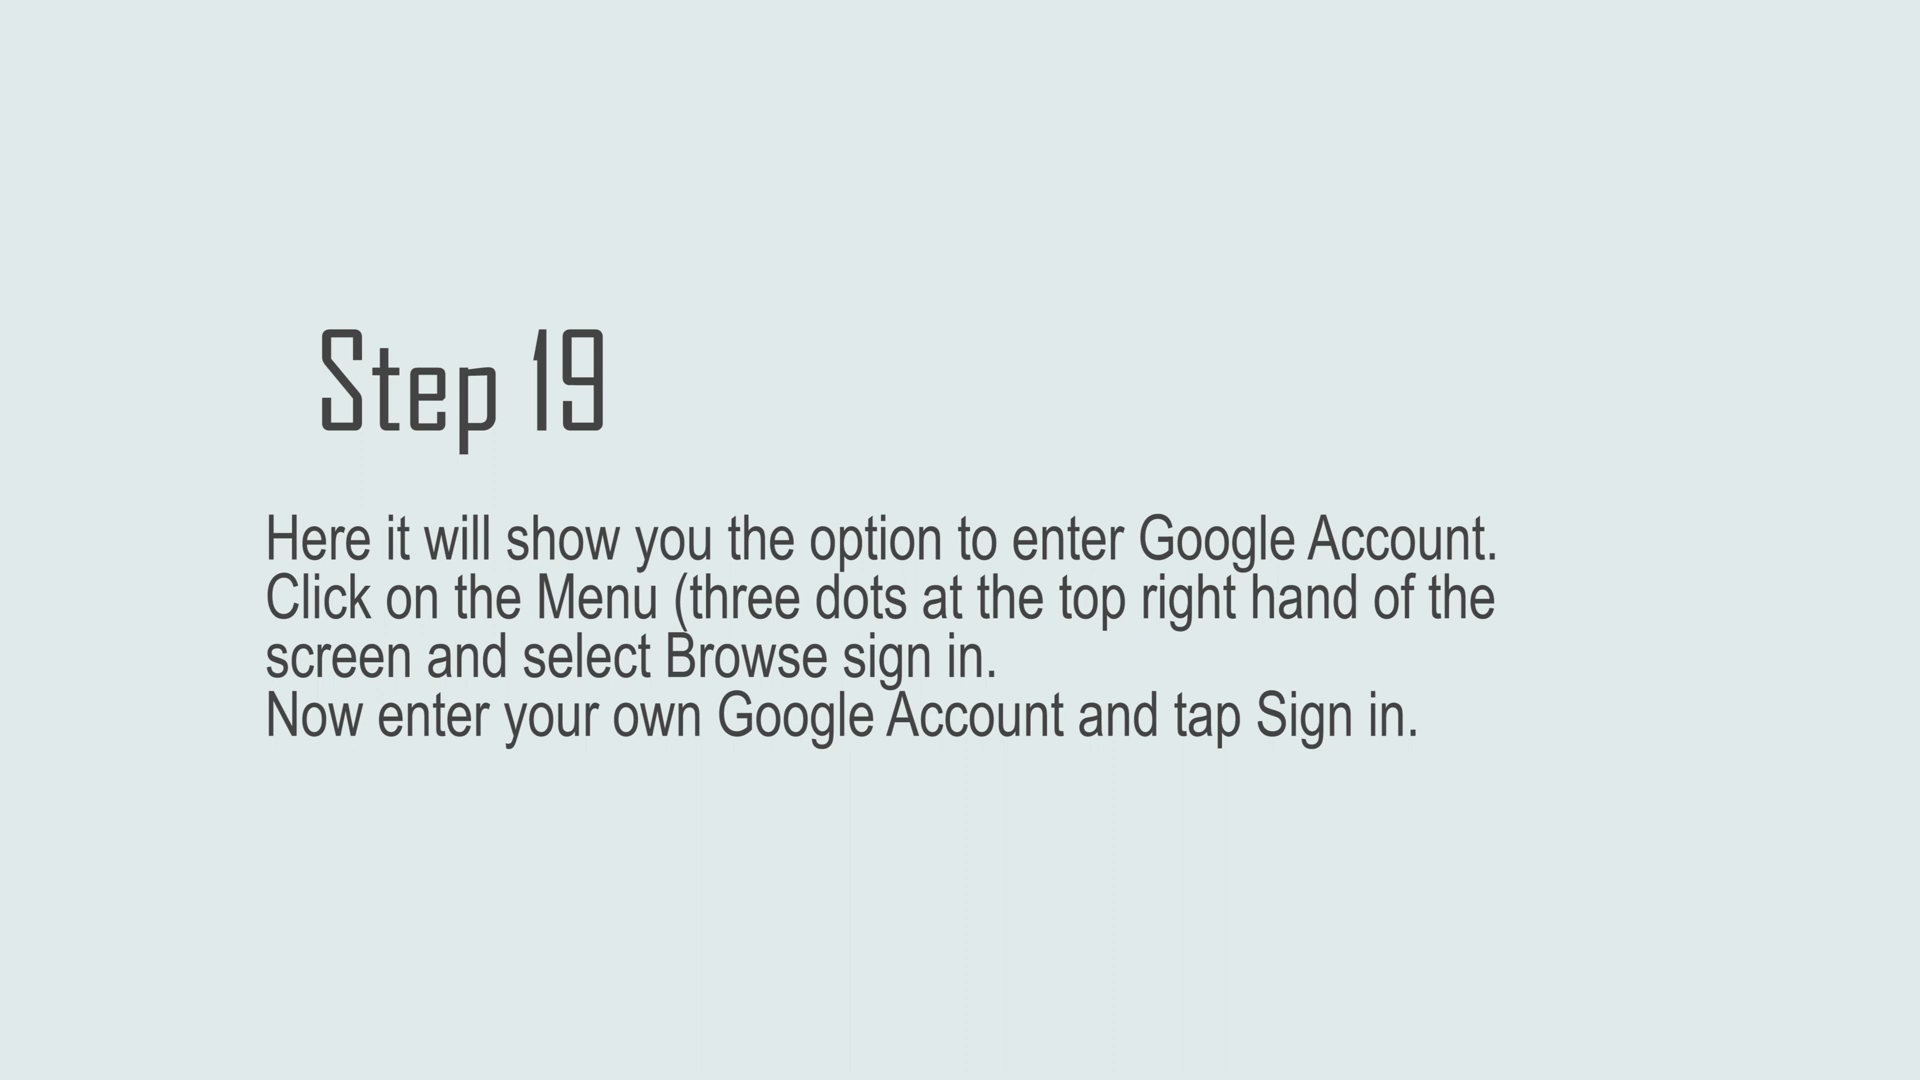 Step 19
Here it will show you the option to enter Google Account.
Click on the Menu (three dots at the top right hand of the
screen and select Browse sign in.
Now enter your own Google Account and tap Sign in.